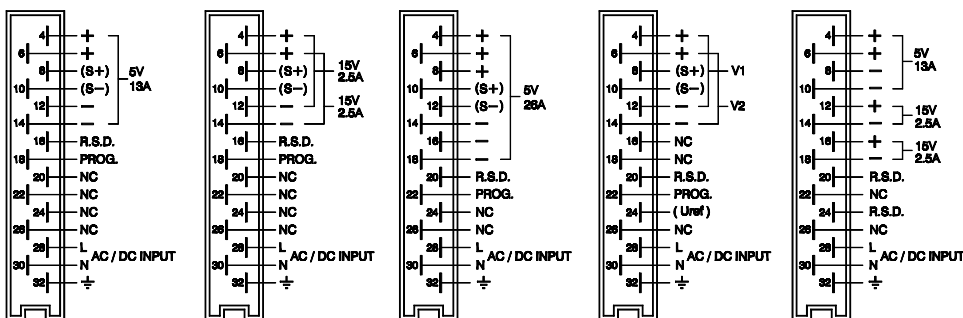 4 +
6 +
8 (S+)
10 (S−)
12 −
14 −
5V
13A
16 R.S.D.
18 PROG.
20 NC
22 NC
24 NC
26 NC
28 L
30 N
AC / DC INPUT
32
4 +
6 +
8 (S+)
10 (S−)
12 −
14 −
15V
2.5A
15V
2.5A
16 R.S.D.
18 PROG.
20 NC
22 NC
24 NC
26 NC
28 L
30 N
AC / DC INPUT
32
4 +
6 +
8 +
10 (S+)
12 (S−)
14 −
16 −
18 −
5V
26A
20 R.S.D.
22 PROG.
24 NC
26 NC
28 L
30 N
AC / DC INPUT
32
4 +
6 +
8 (S+)
10 (S−)
12 −
14 −
V1
V2
16 NC
18 NC
20 R.S.D.
22 PROG.
24 ( Uref )
26 NC
28 L
30 N
AC / DC INPUT
32
4 +
6 +
8 −
10 −
5V
13A
12 +
14 −
15V
2.5A
16 +
18 −
15V
2.5A
20 R.S.D.
22 NC
24 R.S.D.
26 NC
28 L
30 N
AC / DC INPUT
32